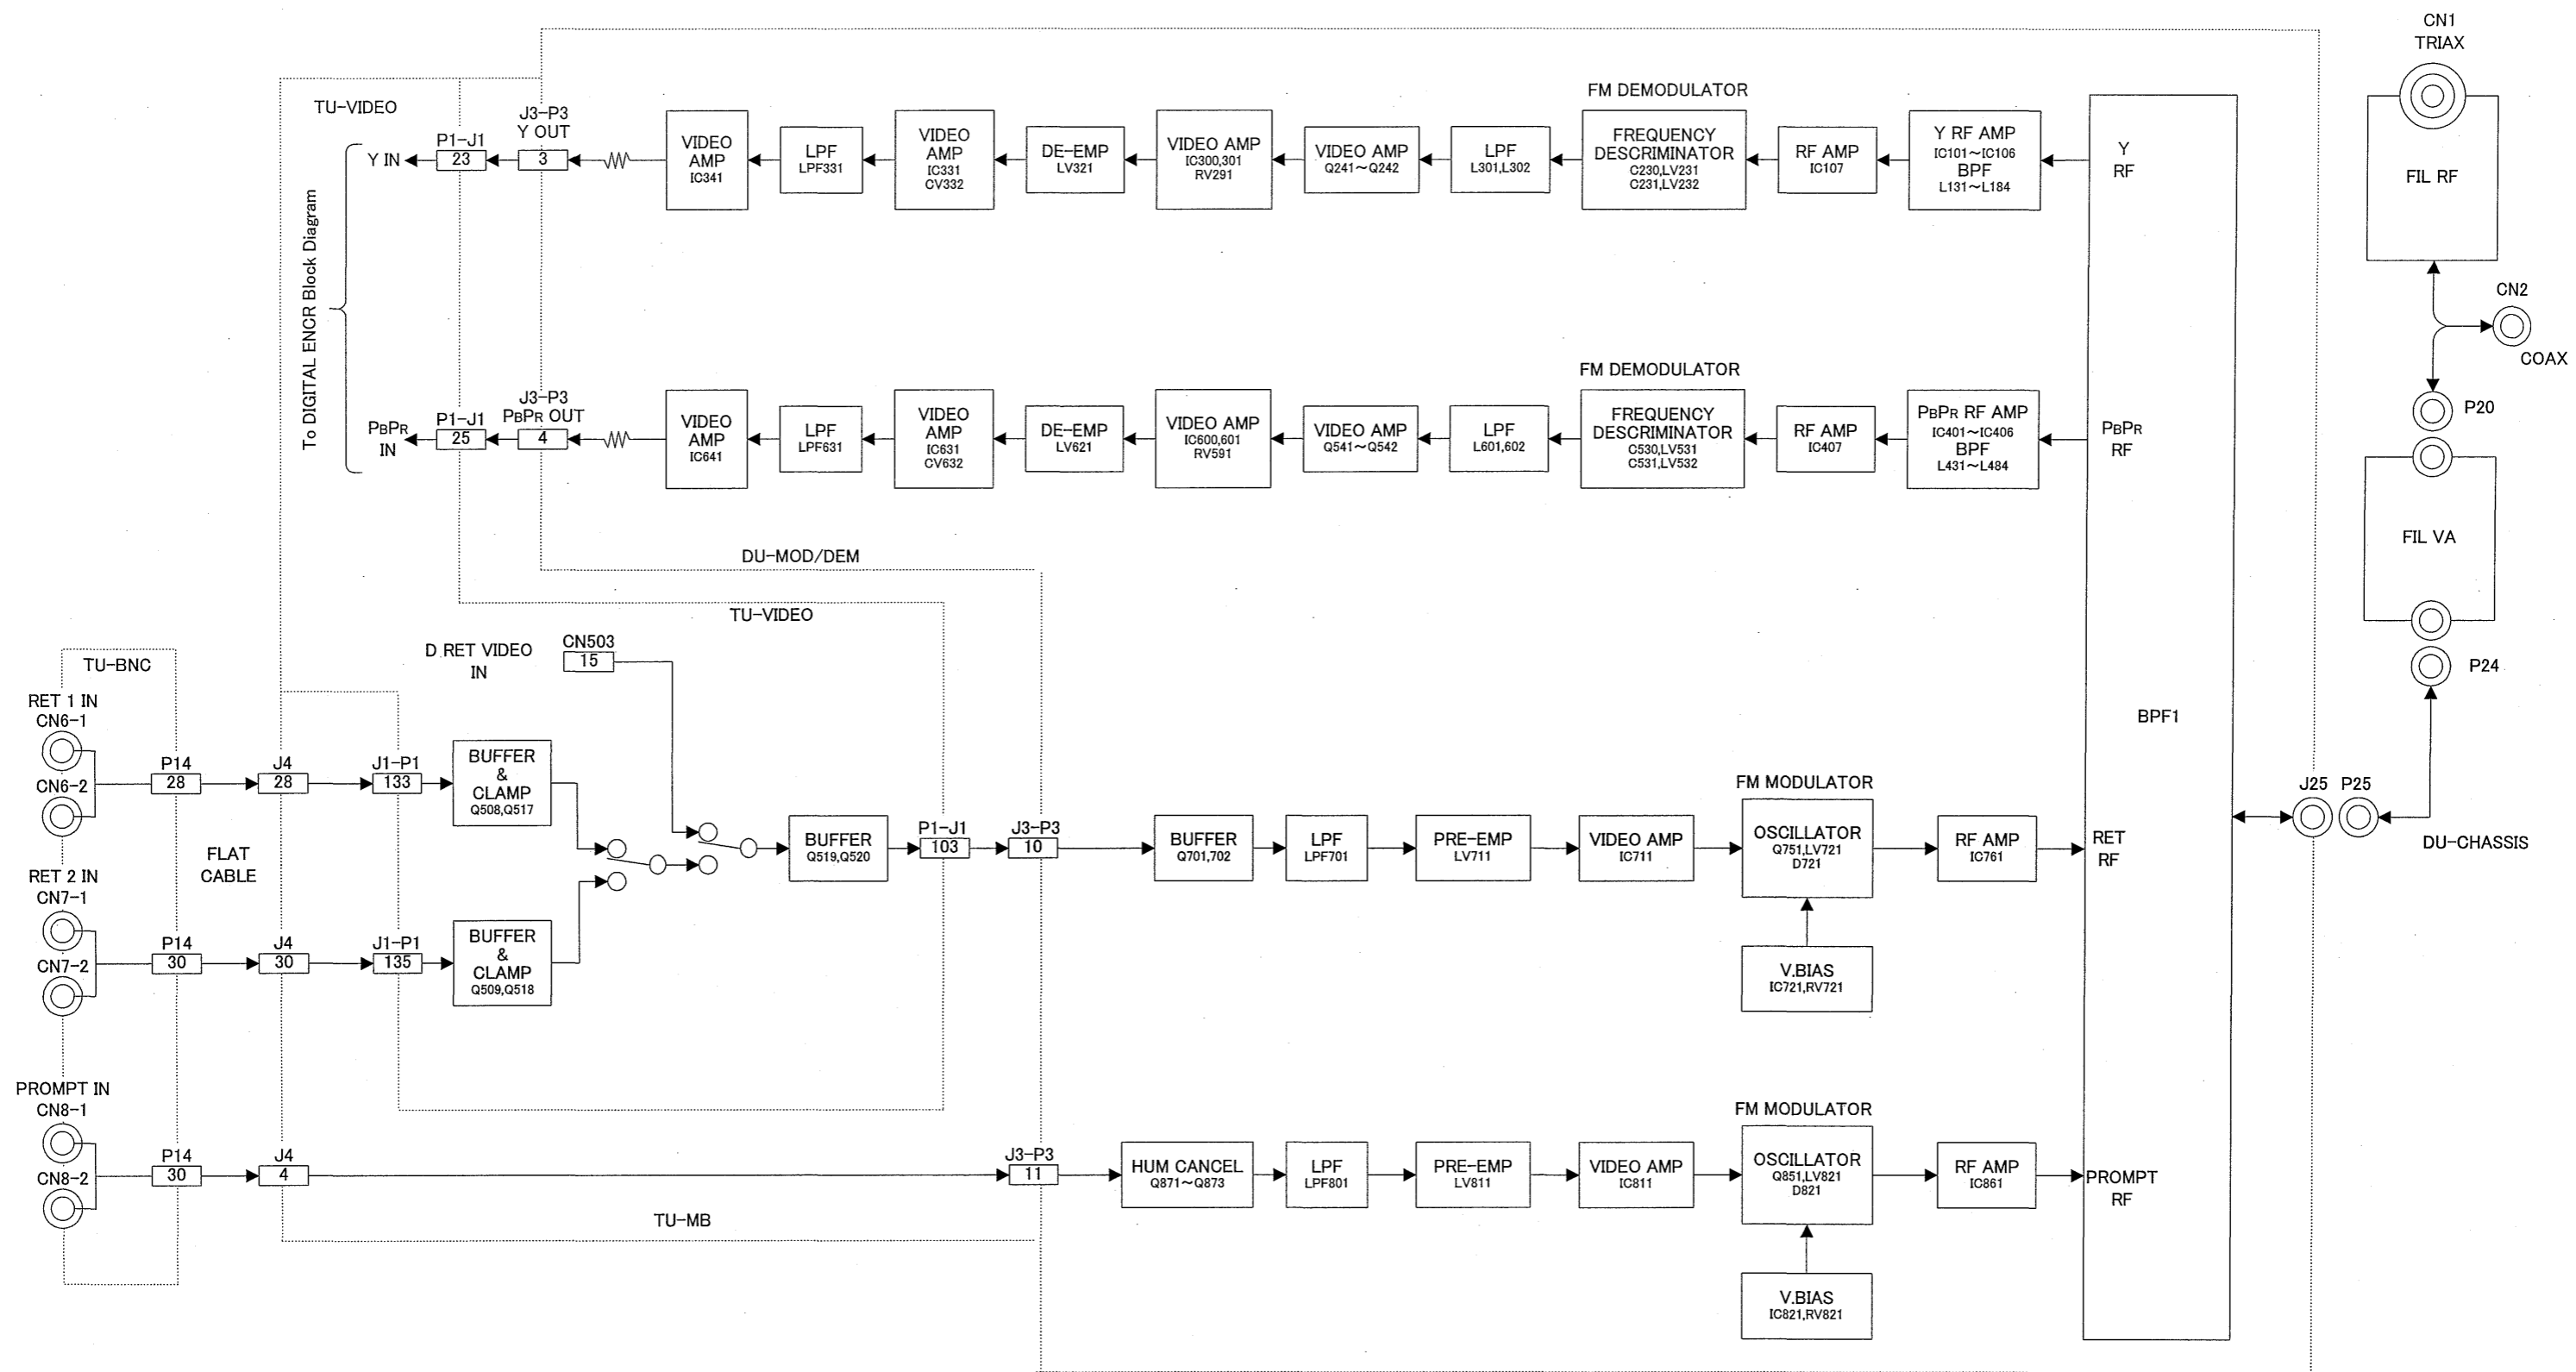 CN1
TRIAX
FIL RF
CN2
COAX
P20
FIL VA
P24
J25 P25
DU-CHASSIS
TU-VIDEO
To DIGITAL ENCR Block Diagram
Y IN
P1-J1
23
J3-P3
Y OUT
3
VIDEO
AMP
IC341
LPF
LPF331
VIDEO
AMP
IC331
CV332
DE-EMP
LV321
VIDEO AMP
IC300,301
RV291
VIDEO AMP
Q241~Q242
LPF
L301,L302
FM DEMODULATOR
FREQUENCY
DESCRIMINATOR
C230,LV231
C231,LV232
RF AMP
IC107
Y RF AMP
IC101~IC106
BPF
L131~L184
Y
RF
PBPR
IN
P1-J1
25
J3-P3
PBPR OUT
4
VIDEO
AMP
IC641
LPF
LPF631
VIDEO
AMP
IC631
CV632
DE-EMP
LV621
VIDEO AMP
IC600,601
RV591
VIDEO AMP
Q541~Q542
LPF
L601,602
FM DEMODULATOR
FREQUENCY
DESCRIMINATOR
C530,LV531
C531,LV532
RF AMP
IC407
PBPR RF AMP
IC401~IC406
BPF
L431~L484
PBPR
RF
DU-MOD/DEM
TU-VIDEO
BPF1
TU-BNC
D RET VIDEO
IN
CN503
15
RET 1 IN
CN6-1
CN6-2
P14
28
J4
28
J1-P1
133
BUFFER
&
CLAMP
Q508,Q517
FLAT
CABLE
RET 2 IN
CN7-1
CN7-2
P14
30
J4
30
J1-P1
135
BUFFER
&
CLAMP
Q509,Q518
BUFFER
Q519,Q520
P1-J1
103
J3-P3
10
BUFFER
Q701,702
LPF
LPF701
PRE-EMP
LV711
VIDEO AMP
IC711
FM MODULATOR
OSCILLATOR
Q751,LV721
D721
RF AMP
IC761
RET
RF
V.BIAS
IC721,RV721
PROMPT IN
CN8-1
CN8-2
P14
30
J4
4
J3-P3
11
HUM CANCEL
Q871~Q873
LPF
LPF801
PRE-EMP
LV811
VIDEO AMP
IC811
FM MODULATOR
OSCILLATOR
Q851,LV821
D821
RF AMP
IC861
PROMPT
RF
V.BIAS
IC821,RV821
TU-MB